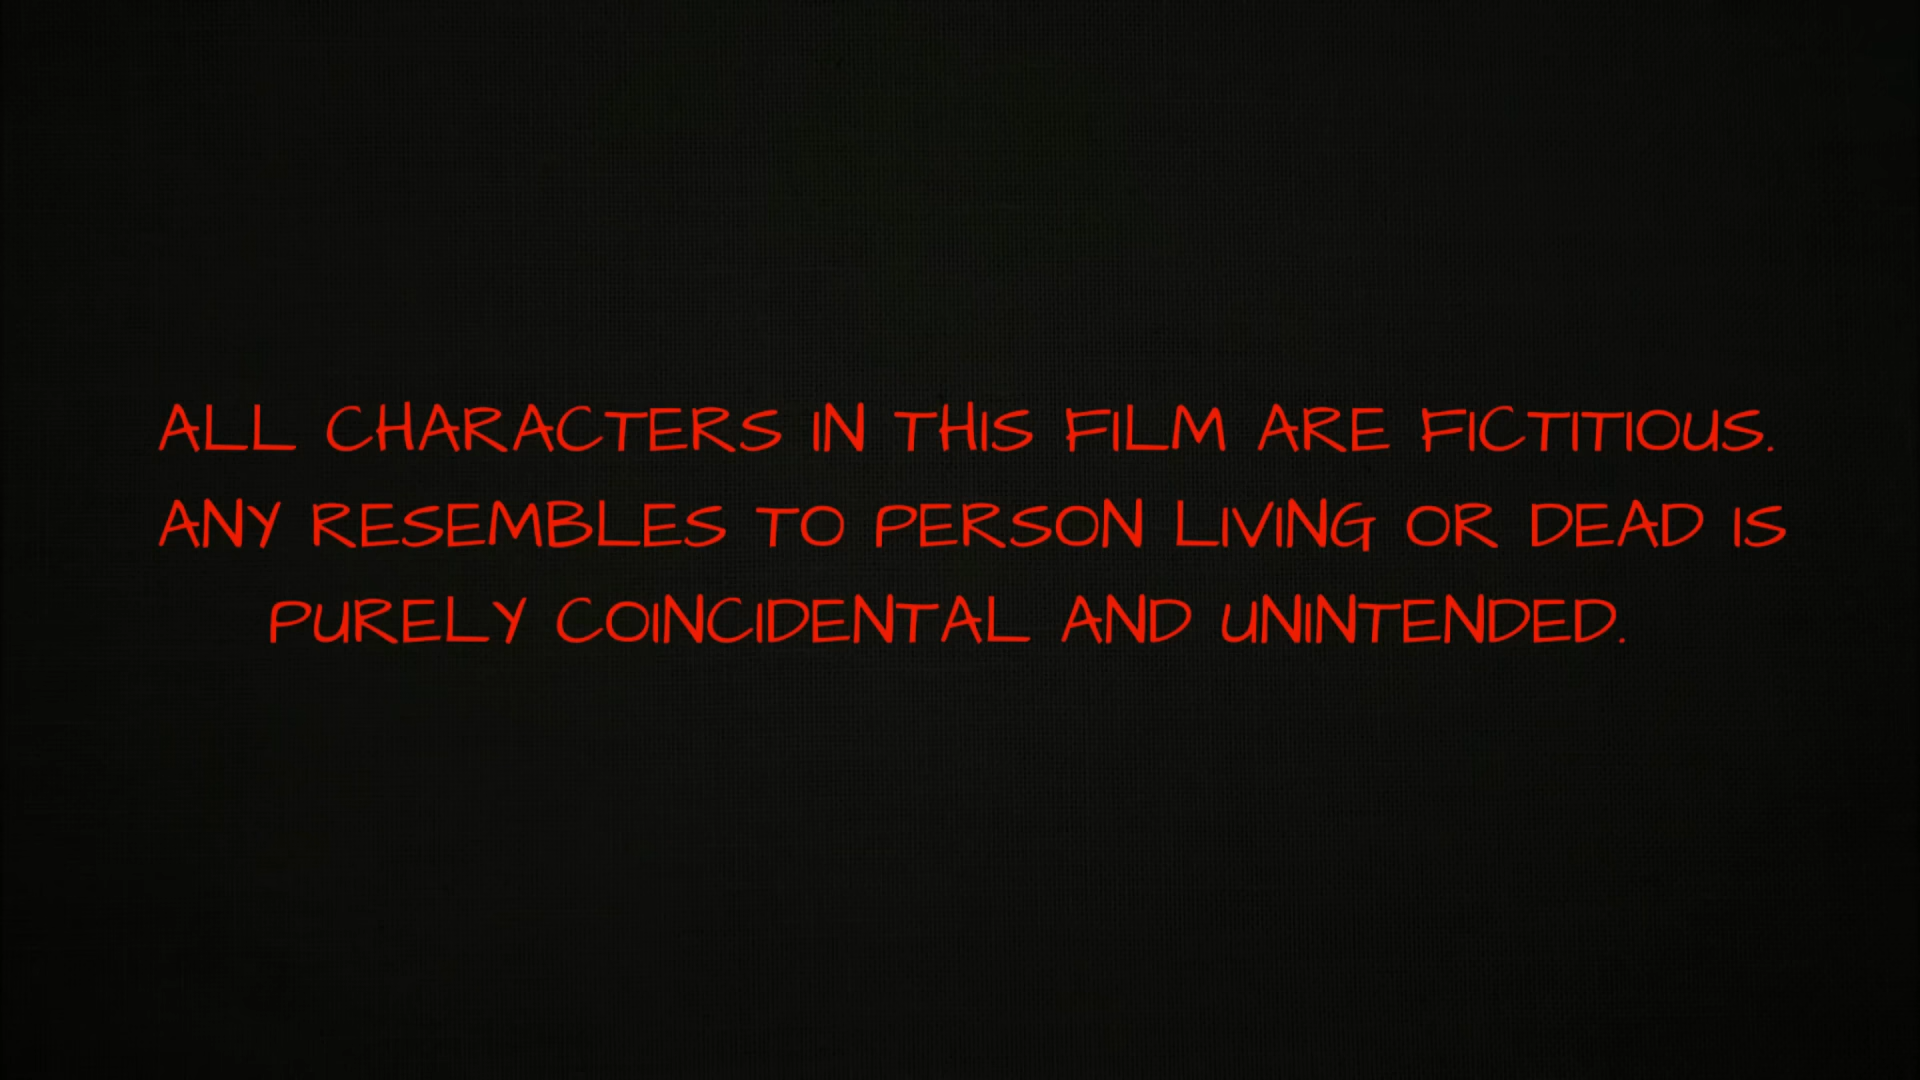 ALL CHARACTERS IN THIS FILM ARE FICTITIOUS.
ANY RESEMBLES TO PERSON LIVING OR DEAD IS
PURELY COINCIDENTAL AND UNINTENDED.